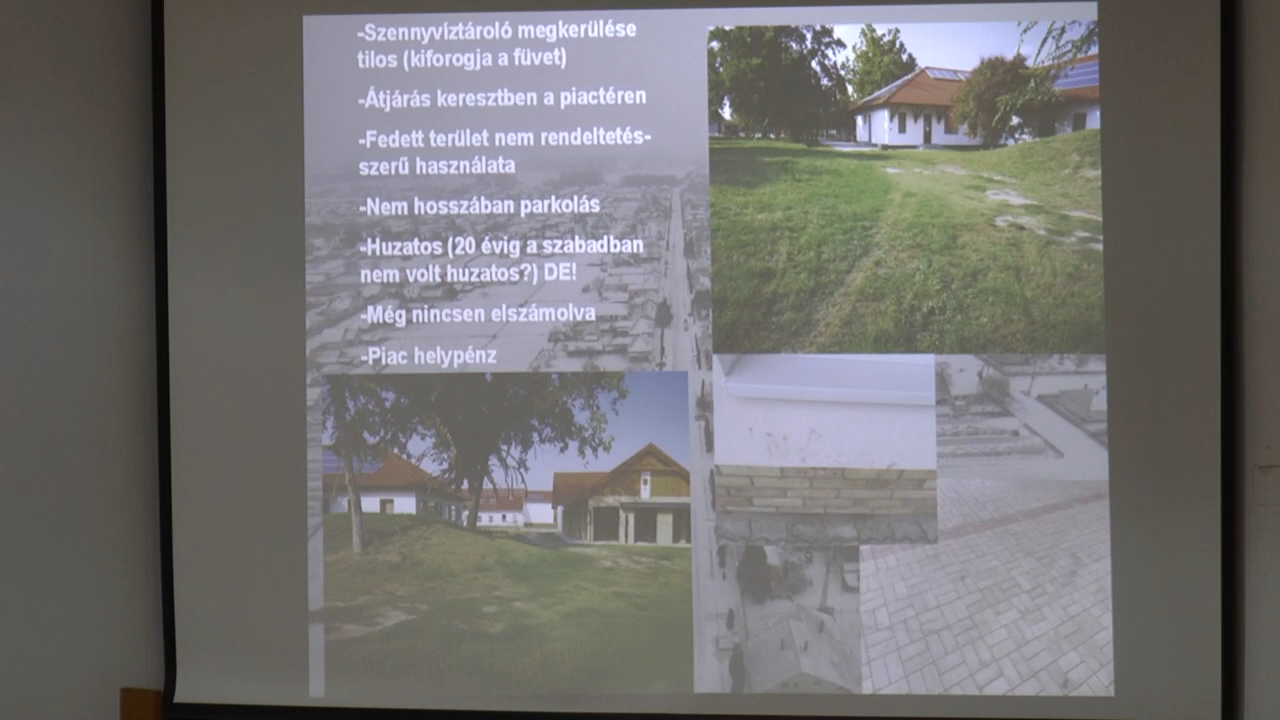 -Szennyvíztároló megkerülése
tilos (kiforogja a füvet)
-Átjárás keresztben a piactéren
-Fedett terület nem rendeltetés-
szerű használata
-Nem hosszában parkolás
-Huzatos (20 évig a szabadban
nem volt huzatos?) DE!
-Még nincsen elszámolva
-Piac helypénz